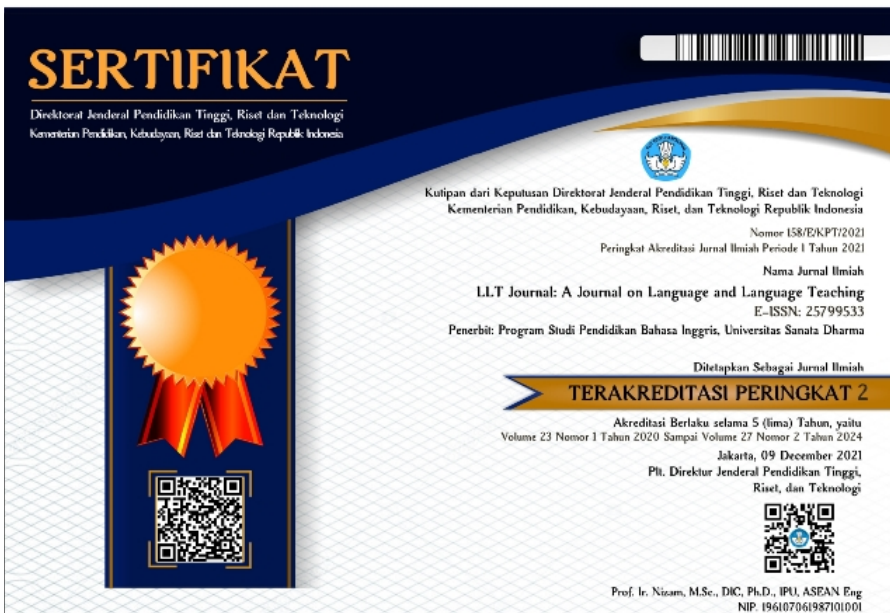 SERTIFIKAT
Direktorat Jenderal Pendidikan Tinggi, Riset dan Teknologi
Kementerian Pendidikan, Kebudayaan, Riset dan Teknologi Republik Indonesia
Kutipan dari Keputusan Direktorat Jenderal Pendidikan Tinggi, Riset dan Teknologi
Kementerian Pendidikan, Kebudayaan, Riset, dan Teknologi Republik Indonesia
Nomor 158/E/KPT/2021
Peringkat Akreditasi Jurnal Ilmiah Periode 1 Tahun 2021
Nama Jurnal Ilmiah
LLT Journal: A Journal on Language and Language Teaching
E-ISSN: 25799533
Penerbit: Program Studi Pendidikan Bahasa Inggris, Universitas Sanata Dharma
Ditetapkan Sebagai Jurnal Ilmiah
TERAKREDITASI PERINGKAT 2
Akreditasi Berlaku selama 5 (lima) Tahun, yaitu
Volume 23 Nomor 1 Tahun 2020 Sampai Volume 27 Nomor 2 Tahun 2024
Jakarta, 09 December 2021
Plt. Direktur Jenderal Pendidikan Tinggi,
Riset, dan Teknologi
Prof. Ir. Nizam, M.Sc., DIC, Ph.D., IPU, ASEAN Eng
NIP. 196107061987101001